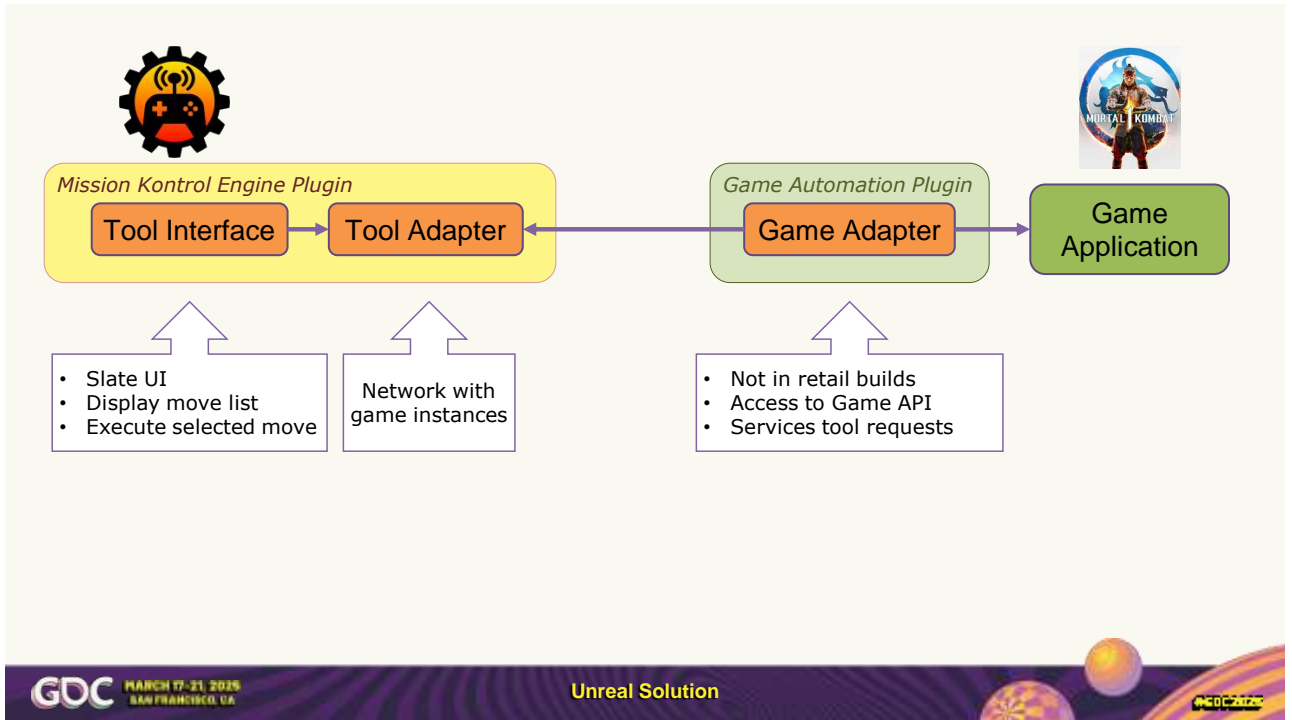 MORTAL KOMBAT
Mission Kontrol Engine Plugin
Tool Interface
Tool Adapter
Game Automation Plugin
Game Adapter
Game
Application
• Slate UI
• Display move list
• Execute selected move
Network with
game instances
• Not in retail builds
• Access to Game API
• Services tool requests
GDC
MARCH 17-21, 2025
SAN FRANCISCO, CA
Unreal Solution
#GDC2025